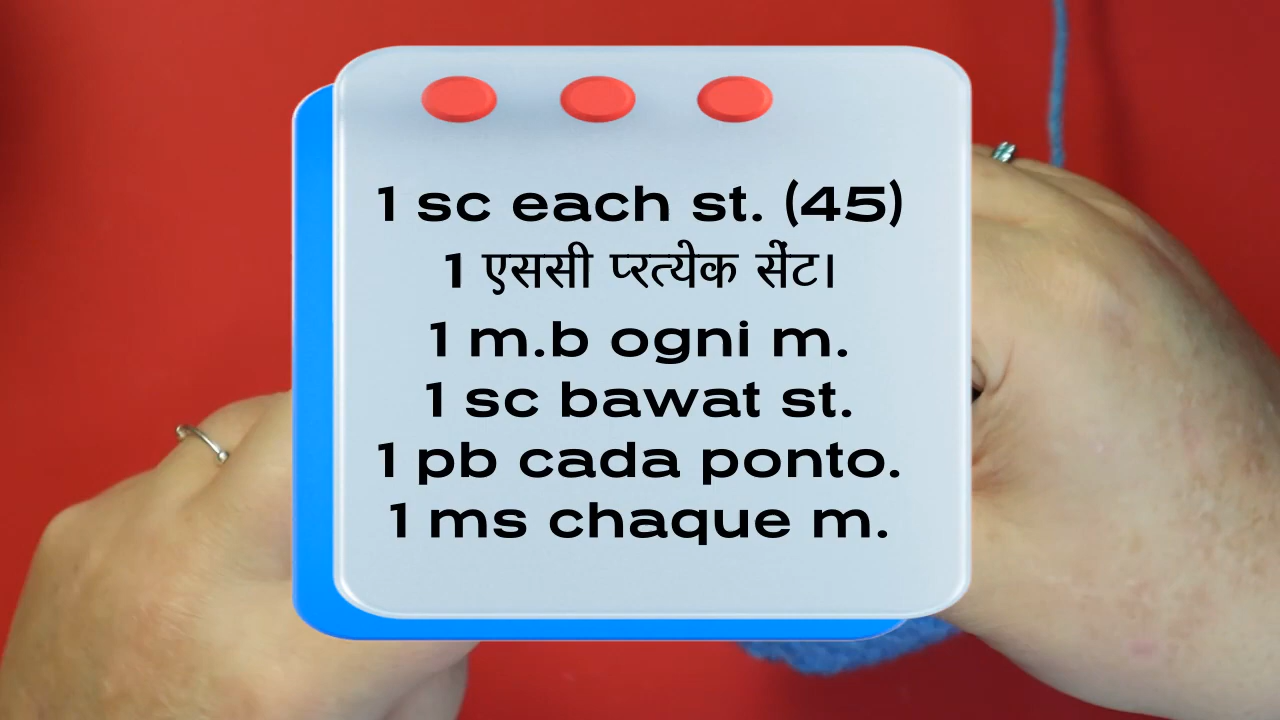 1 sc each st. (45)
1 एससी प्रत्येक सेंट।
1 m.b ogni m.
1 sc bawat st.
1 pb cada ponto.
1 ms chaque m.